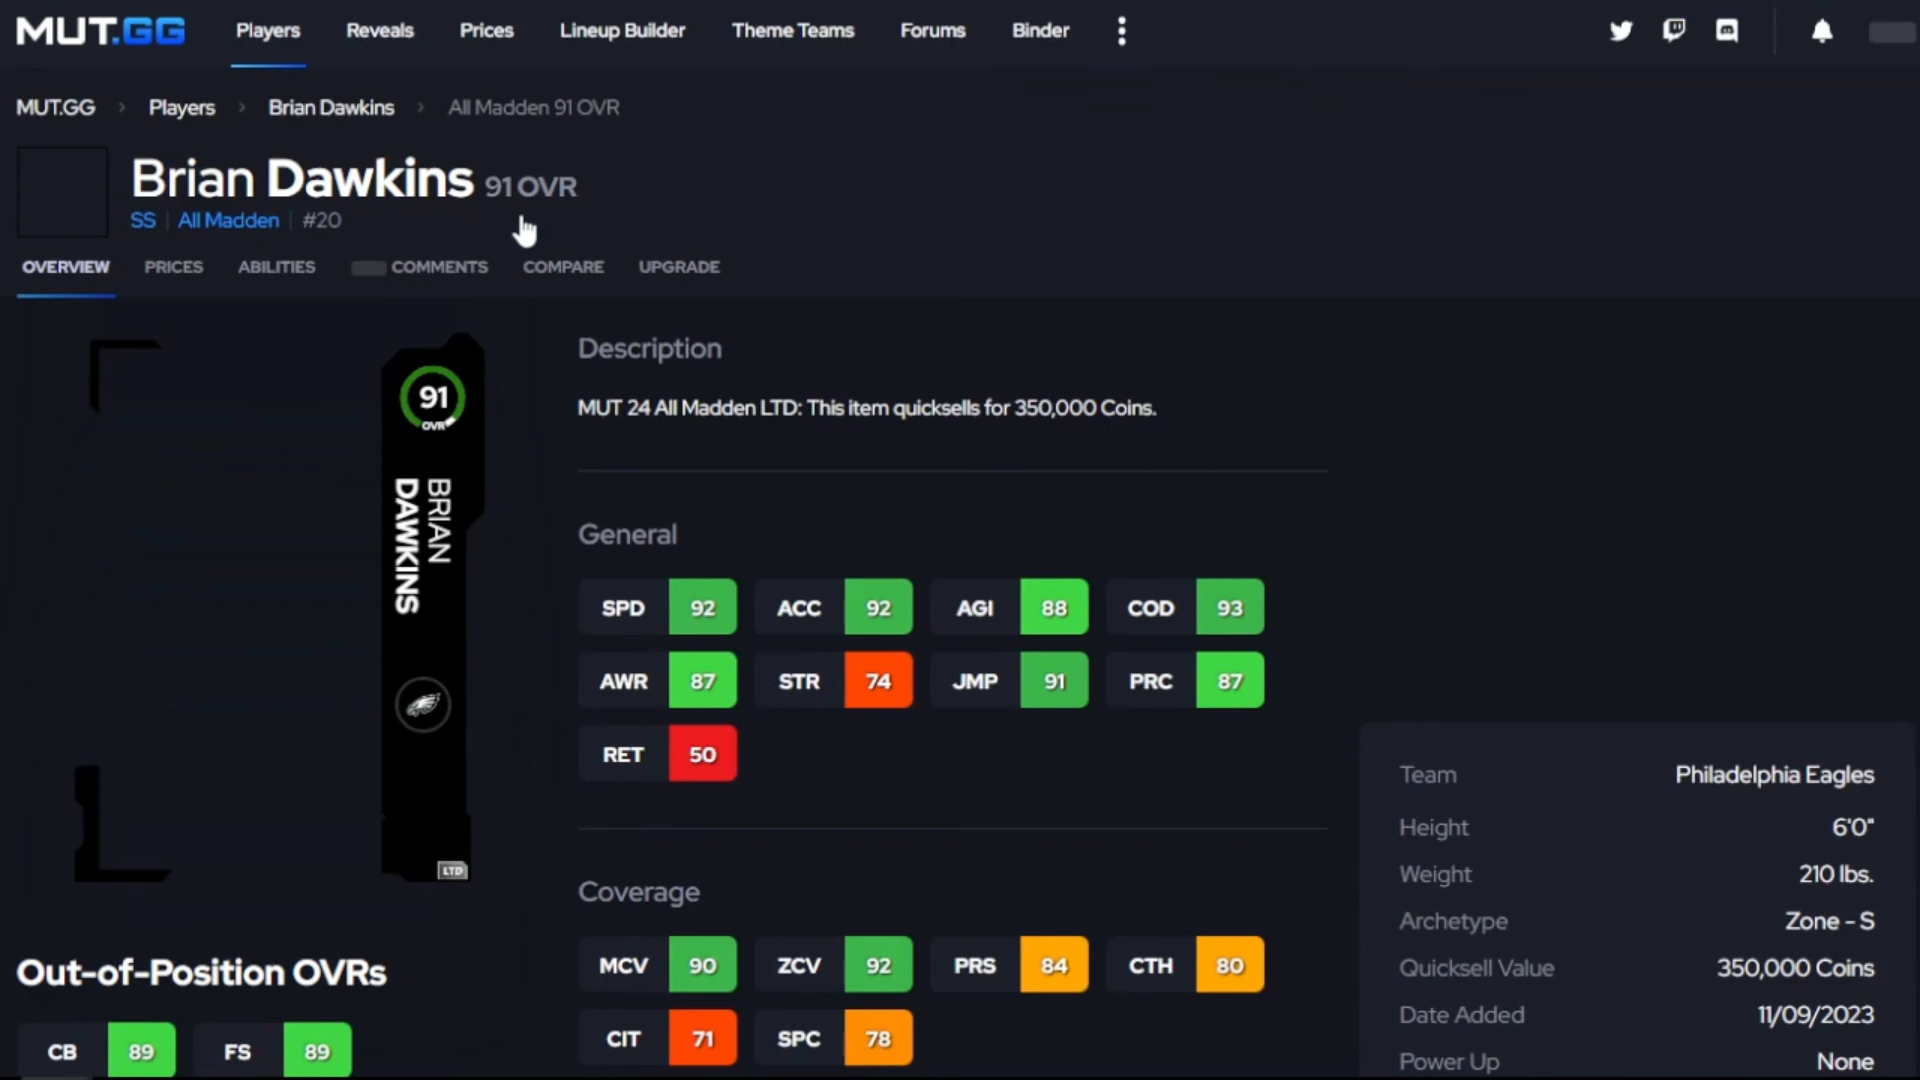 MUT.GG
Players
Reveals
Prices
Lineup Builder
Theme Teams
Forums
Binder
MUT.GG > Players > Brian Dawkins > All Madden 91 OVR
Brian Dawkins 91 OVR
SS | All Madden | #20
OVERVIEW
PRICES
ABILITIES
COMMENTS
COMPARE
UPGRADE
91
OVR
BRIAN
DAWKINS
LTD
Out-of-Position OVRs
CB 89
FS 89
Description
MUT 24 All Madden LTD: This item quicksells for 350,000 Coins.
General
SPD 92
ACC 92
AGI 88
COD 93
AWR 87
STR 74
JMP 91
PRC 87
RET 50
Coverage
MCV 90
ZCV 92
PRS 84
CTH 80
CIT 71
SPC 78
Team Philadelphia Eagles
Height 6'0"
Weight 210 lbs.
Archetype Zone - S
Quicksell Value 350,000 Coins
Date Added 11/09/2023
Power Up None